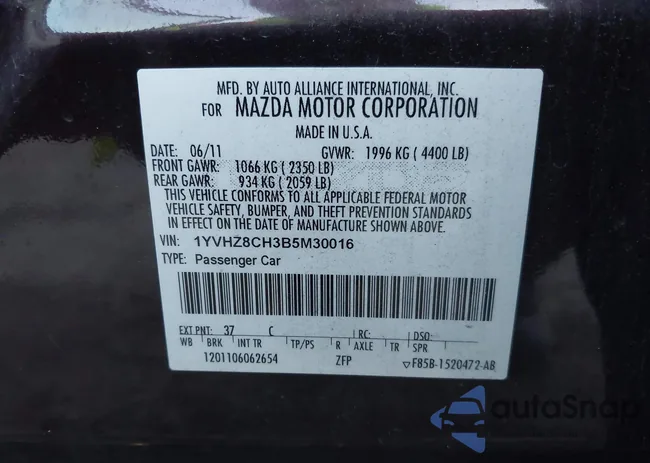 MFD. BY AUTO ALLIANCE INTERNATIONAL, INC.
FOR MAZDA MOTOR CORPORATION
MADE IN U.S.A.
DATE: 06/11 GVWR: 1996 KG ( 4400 LB)
FRONT GAWR: 1066 KG ( 2350 LB)
REAR GAWR: 934 KG ( 2059 LB)
THIS VEHICLE CONFORMS TO ALL APPLICABLE FEDERAL MOTOR
VEHICLE SAFETY, BUMPER, AND THEFT PREVENTION STANDARDS
IN EFFECT ON THE DATE OF MANUFACTURE SHOWN ABOVE.
VIN: 1YVHZ8CH3B5M30016
TYPE: Passenger Car
EXT PNT: 37 C RC: DSO:
WB BRK INT TR TP/PS R AXLE TR SPR
1201106062654 ZFP ▽F85B-1520472-AB
autoSnap